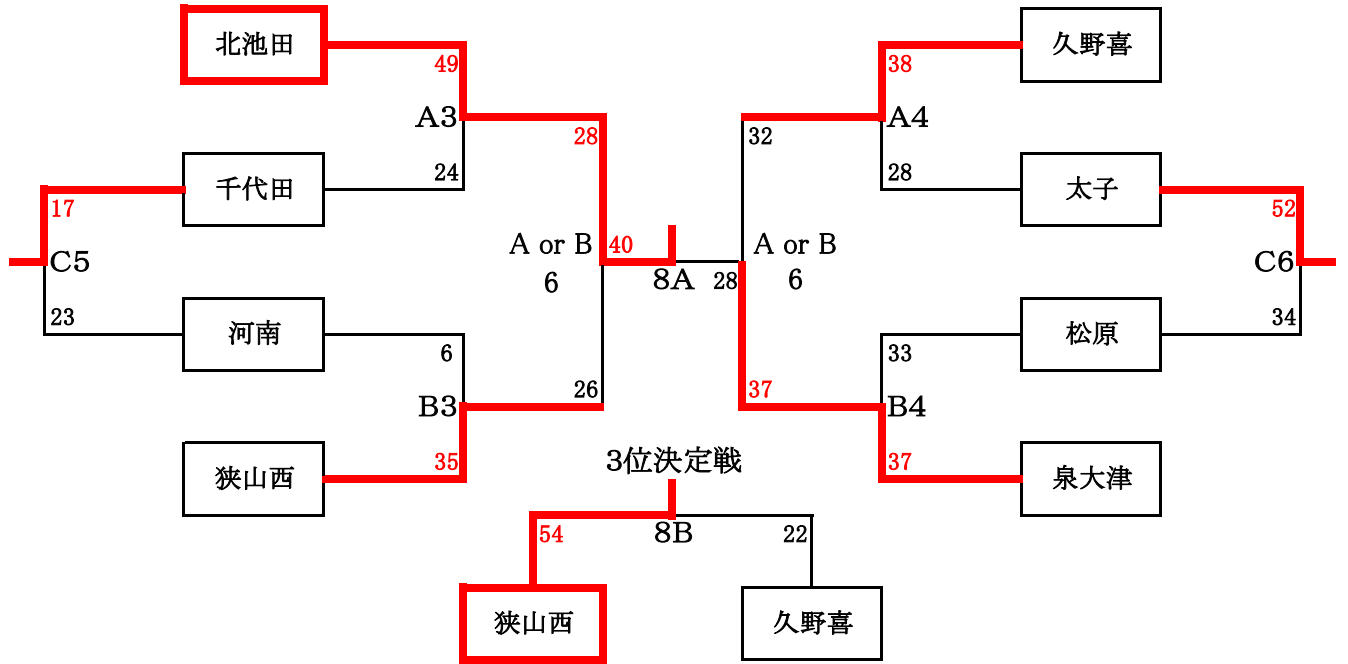 北池田 久野喜
49 38
A3 A4
28 32
24 28
千代田 太子
17 52
A or B 40 A or B
C5 C6
6 8A 28 6
23 34
河南 松原
6 33
26 37
B3 B4
35 37
3位決定戦
狭山西 泉大津
54 8B 22
狭山西 久野喜